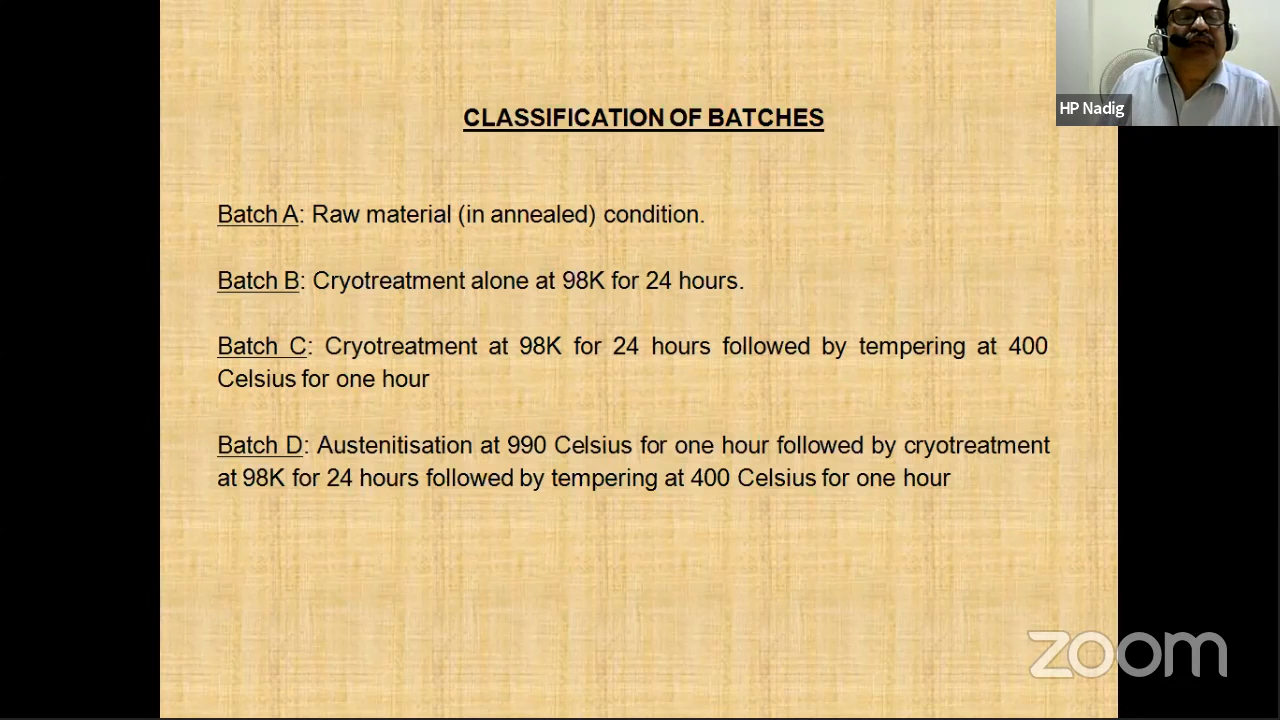 HP Nadig
CLASSIFICATION OF BATCHES
Batch A: Raw material (in annealed) condition.
Batch B: Cryotreatment alone at 98K for 24 hours.
Batch C: Cryotreatment at 98K for 24 hours followed by tempering at 400
Celsius for one hour
Batch D: Austenitisation at 990 Celsius for one hour followed by cryotreatment
at 98K for 24 hours followed by tempering at 400 Celsius for one hour
zoom